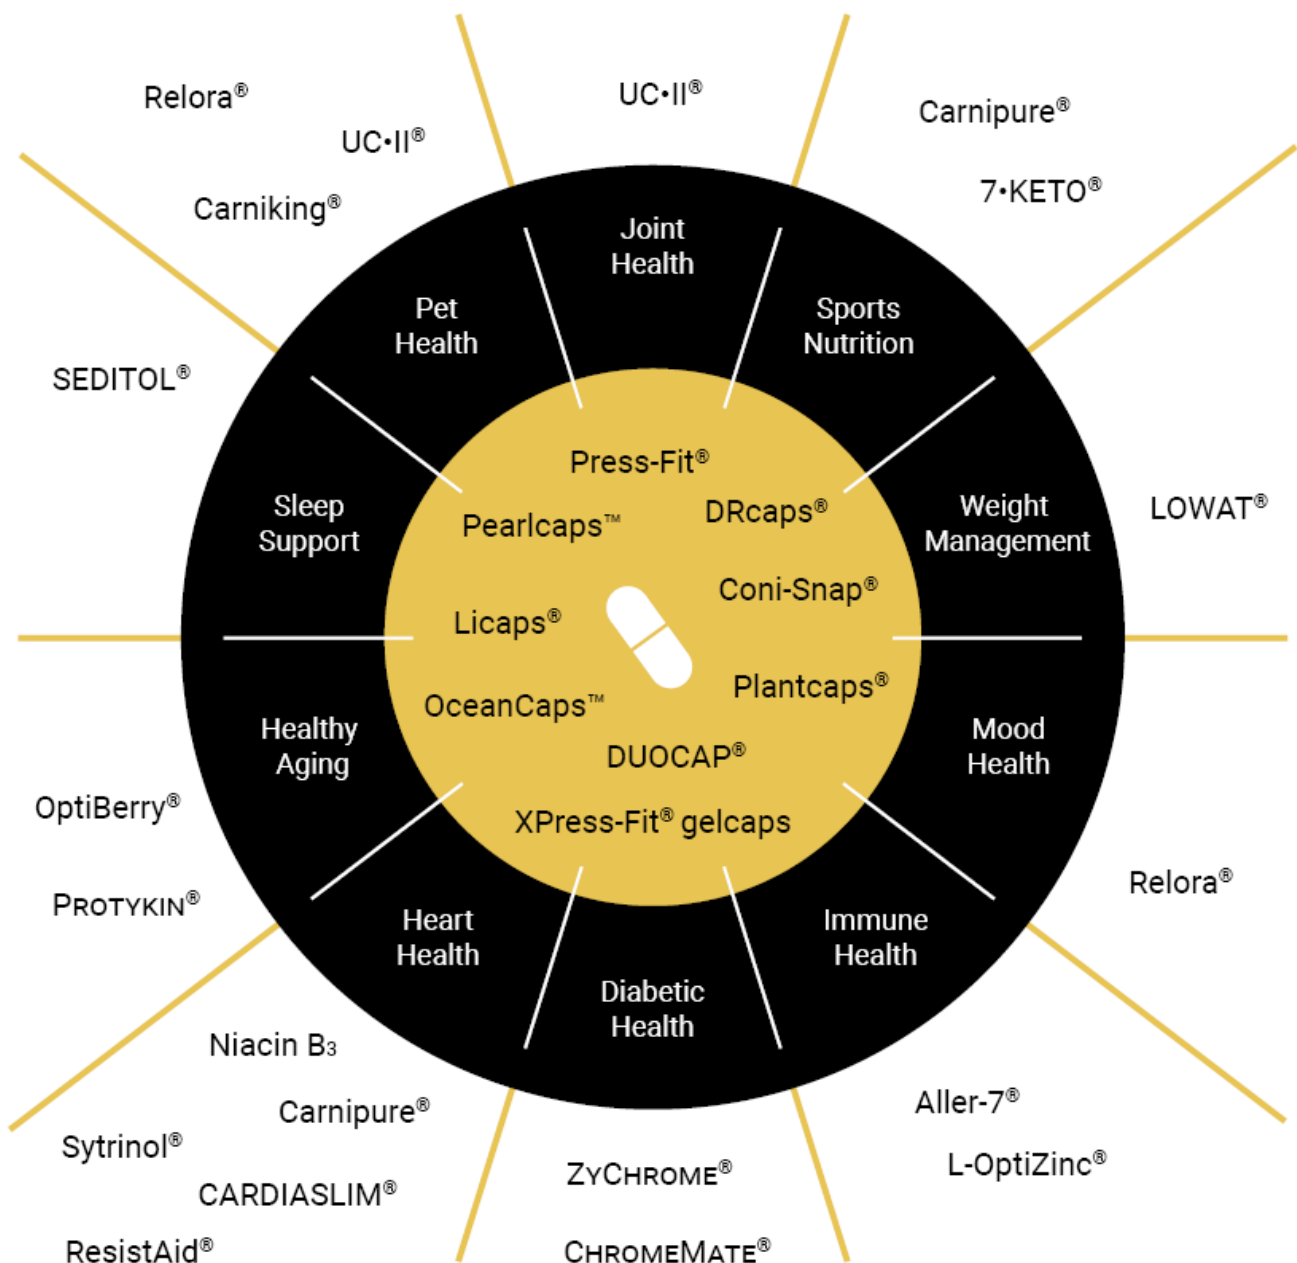 Relora®
UC•II®
Carniking®
UC•II®
Carnipure®
7•KETO®
Joint
Health
Pet
Health
Sports
Nutrition
SEDITOL®
Sleep
Support
Weight
Management
LOWAT®
Press-Fit®
Pearlcaps™
DRcaps®
Coni-Snap®
Licaps®
Plantcaps®
OceanCaps™
DUOCAP®
XPress-Fit® gelcaps
Healthy
Aging
Mood
Health
OptiBerry®
PROTYKIN®
Relora®
Heart
Health
Immune
Health
Diabetic
Health
Niacin B₃
Carnipure®
Sytrinol®
CARDIASLIM®
ResistAid®
ZYCHROME®
CHROMEMATE®
Aller-7®
L-OptiZinc®